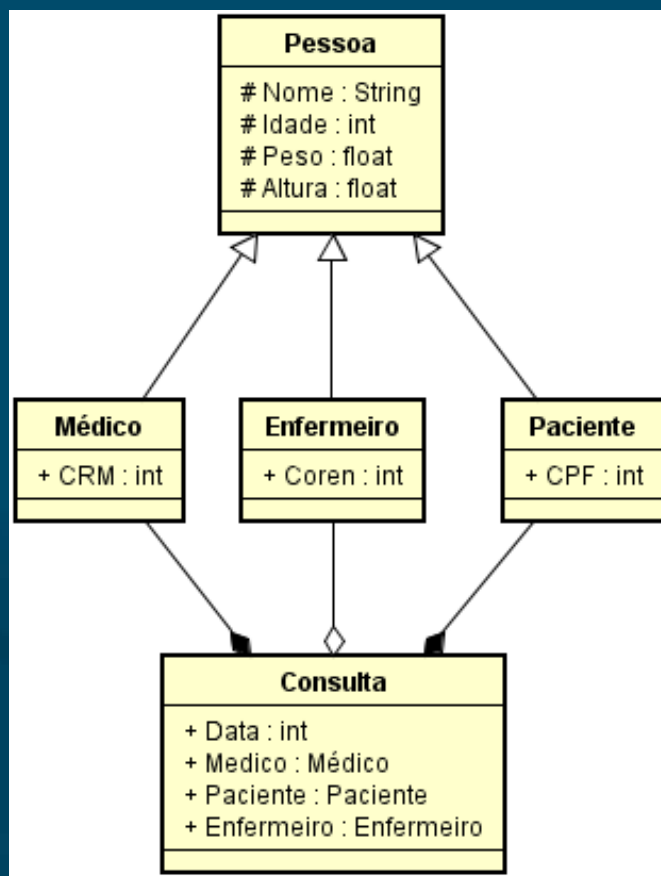 Pessoa
# Nome : String
# Idade : int
# Peso : float
# Altura : float
Médico
+ CRM : int
Enfermeiro
+ Coren : int
Paciente
+ CPF : int
Consulta
+ Data : int
+ Medico : Médico
+ Paciente : Paciente
+ Enfermeiro : Enfermeiro